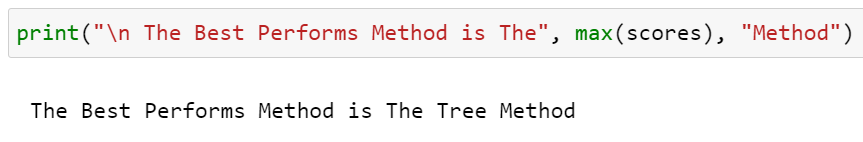 print("\n The Best Performs Method is The", max(scores), "Method")
The Best Performs Method is The Tree Method